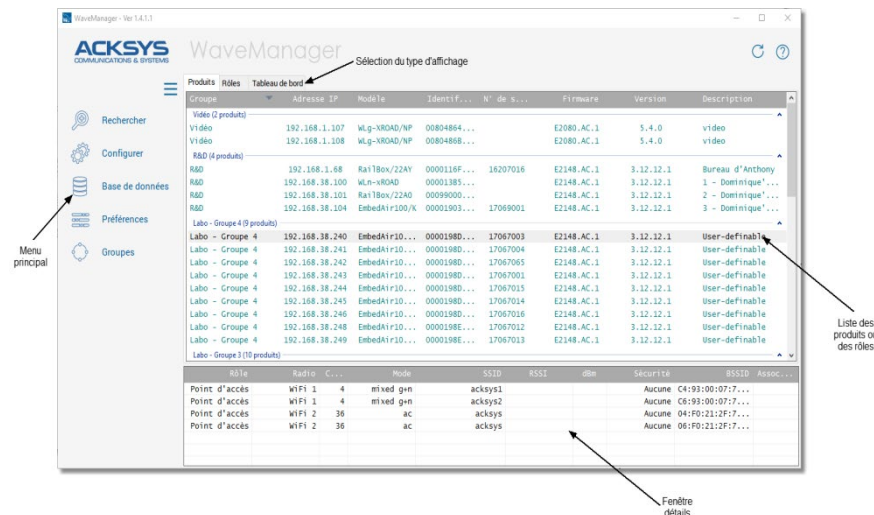 WaveManager - Ver 1.4.1.1
ACKSYS
COMMUNICATIONS & SYSTEMS
WaveManager
Sélection du type d'affichage
Produits Rôles Tableau de bord
Groupe Adresse IP Modèle Identif... N° de s... Firmware Version Description
Vidéo (2 produits)
Vidéo 192.168.1.107 WLg-XROAD/NP 00804864... E2080.AC.1 5.4.0 video
Vidéo 192.168.1.108 WLg-XROAD/NP 0080486B... E2080.AC.1 5.4.0 video
R&D (4 produits)
R&D 192.168.1.68 RailBox/22AY 0000116F... 16207016 E2148.AC.1 3.12.12.1 Bureau d'Anthony
R&D 192.168.38.100 WLn-xROAD 00001385... E2148.AC.1 3.12.12.1 1 - Dominique'...
R&D 192.168.38.101 RailBox/22A0 00099000... E2148.AC.1 3.12.12.1 2 - Dominique'...
R&D 192.168.38.104 EmbedAir100/K 00001903... 17069001 E2148.AC.1 3.12.12.1 3 - Dominique'...
Labo - Groupe 4 (9 produits)
Labo - Groupe 4 192.168.38.240 EmbedAir10... 0000198D... 17067003 E2148.AC.1 3.12.12.1 User-definable
Labo - Groupe 4 192.168.38.241 EmbedAir10... 0000198D... 17067004 E2148.AC.1 3.12.12.1 User-definable
Labo - Groupe 4 192.168.38.242 EmbedAir10... 0000198D... 17067065 E2148.AC.1 3.12.12.1 User-definable
Labo - Groupe 4 192.168.38.243 EmbedAir10... 0000198D... 17067001 E2148.AC.1 3.12.12.1 User-definable
Labo - Groupe 4 192.168.38.244 EmbedAir10... 0000198D... 17067015 E2148.AC.1 3.12.12.1 User-definable
Labo - Groupe 4 192.168.38.245 EmbedAir10... 0000198D... 17067014 E2148.AC.1 3.12.12.1 User-definable
Labo - Groupe 4 192.168.38.246 EmbedAir10... 0000198D... 17067016 E2148.AC.1 3.12.12.1 User-definable
Labo - Groupe 4 192.168.38.248 EmbedAir10... 0000198E... 17067012 E2148.AC.1 3.12.12.1 User-definable
Labo - Groupe 4 192.168.38.249 EmbedAir10... 0000198E... 17067013 E2148.AC.1 3.12.12.1 User-definable
Labo - Groupe 3 (10 produits)
Rechercher
Configurer
Base de données
Préférences
Groupes
Menu
principal
Liste des
produits ou
des rôles
Rôle Radio C... Mode SSID RSSI dBm Sécurité BSSID Assoc...
Point d'accès WiFi 1 4 mixed g+n acksys1 Aucune C4:93:00:07:7...
Point d'accès WiFi 1 4 mixed g+n acksys2 Aucune C6:93:00:07:7...
Point d'accès WiFi 2 36 ac acksys Aucune 04:F0:21:2F:7...
Point d'accès WiFi 2 36 ac acksys Aucune 06:F0:21:2F:7...
Fenêtre
détails